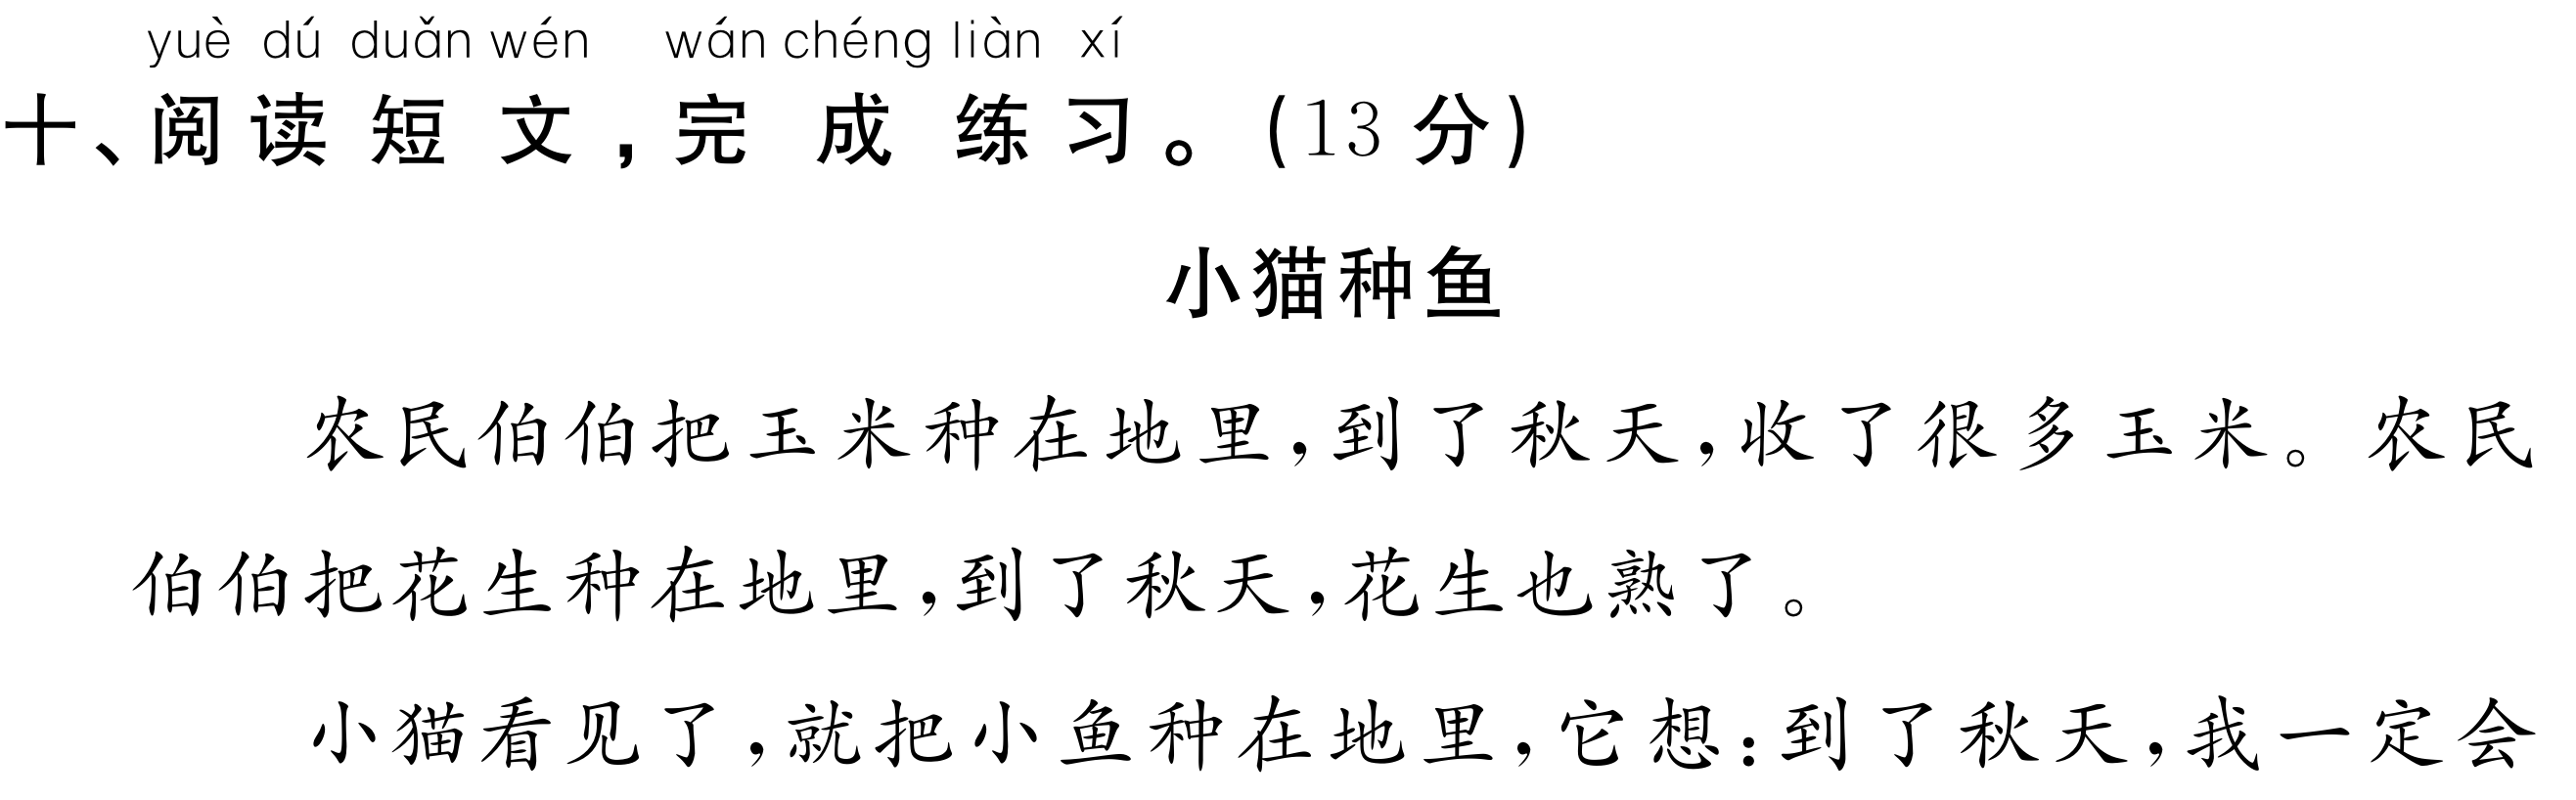 yuè dú duǎn wén wán chéng liàn xí
十、阅读短文,完成练习。(13分)
小猫种鱼
农民伯伯把玉米种在地里,到了秋天,收了很多玉米。农民
伯伯把花生种在地里,到了秋天,花生也熟了。
小猫看见了,就把小鱼种在地里,它想:到了秋天,我一定会